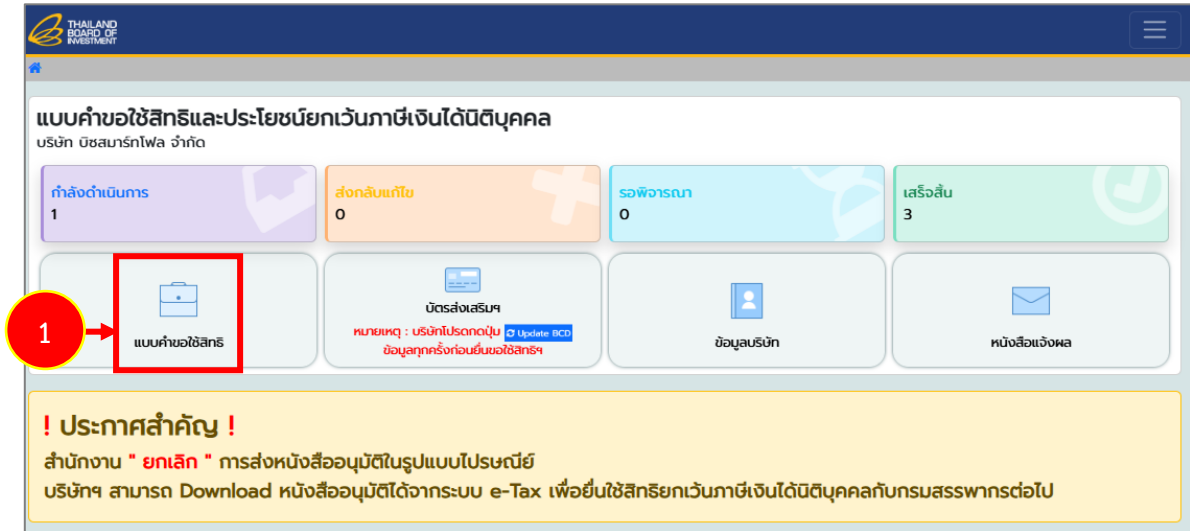 THAILAND
BOARD OF
INVESTMENT
แบบคำขอใช้สิทธิและประโยชน์ยกเว้นภาษีเงินได้นิติบุคคล
บริษัท บิซสมาร์ทโฟล จำกัด
กำลังดำเนินการ
1
ส่งกลับแก้ไข
0
รอพิจารณา
0
เสร็จสิ้น
3
1
แบบคำขอใช้สิทธิ
บัตรส่งเสริมฯ
หมายเหตุ : บริษัทโปรดกดปุ่ม Update BCD
ข้อมูลทุกครั้งก่อนยื่นขอใช้สิทธิฯ
ข้อมูลบริษัท
หนังสือแจ้งผล
! ประกาศสำคัญ !
สำนักงาน " ยกเลิก " การส่งหนังสืออนุมัติในรูปแบบไปรษณีย์
บริษัทฯ สามารถ Download หนังสืออนุมัติได้จากระบบ e-Tax เพื่อยื่นใช้สิทธิยกเว้นภาษีเงินได้นิติบุคคลกับกรมสรรพากรต่อไป